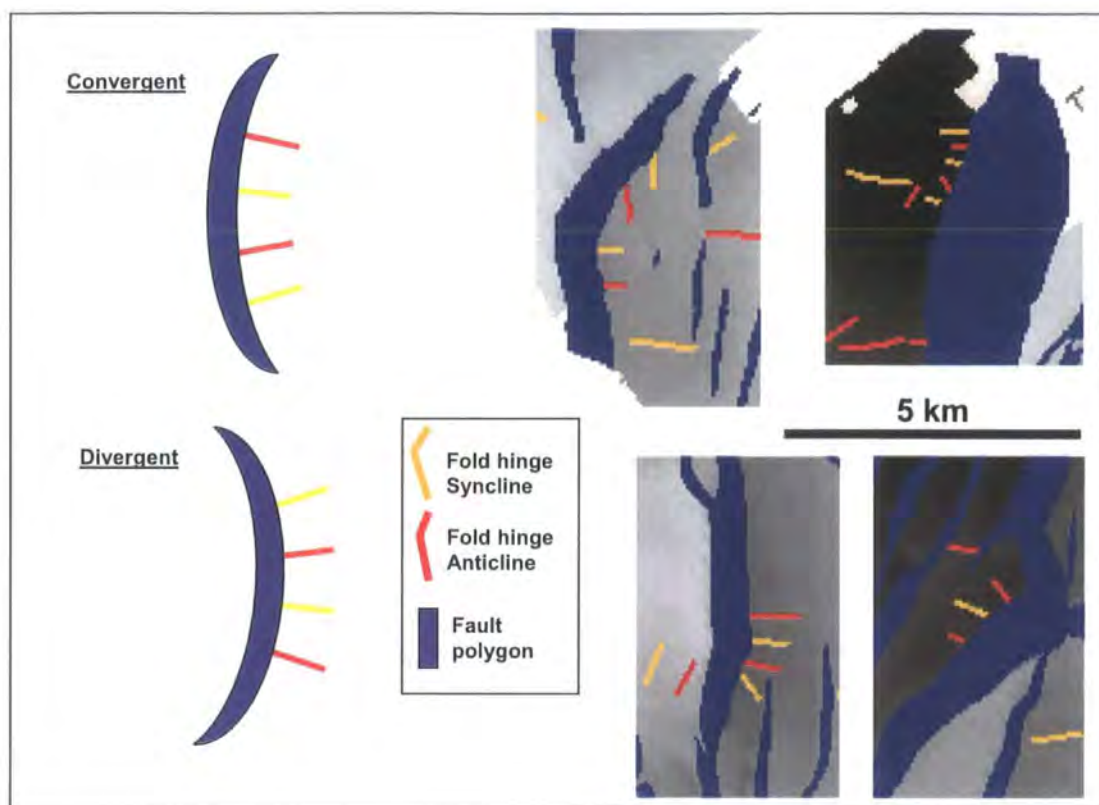 Convergent
5 km
Divergent
Fold hinge
Syncline
Fold hinge
Anticline
Fault
polygon